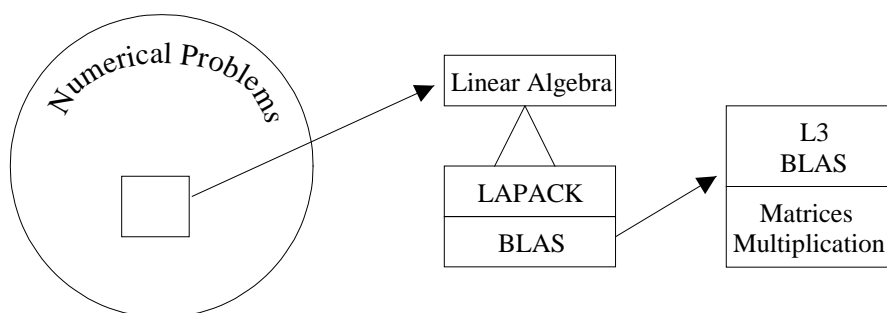 Numerical Problems
Linear Algebra
LAPACK
BLAS
L3
BLAS
Matrices
Multiplication